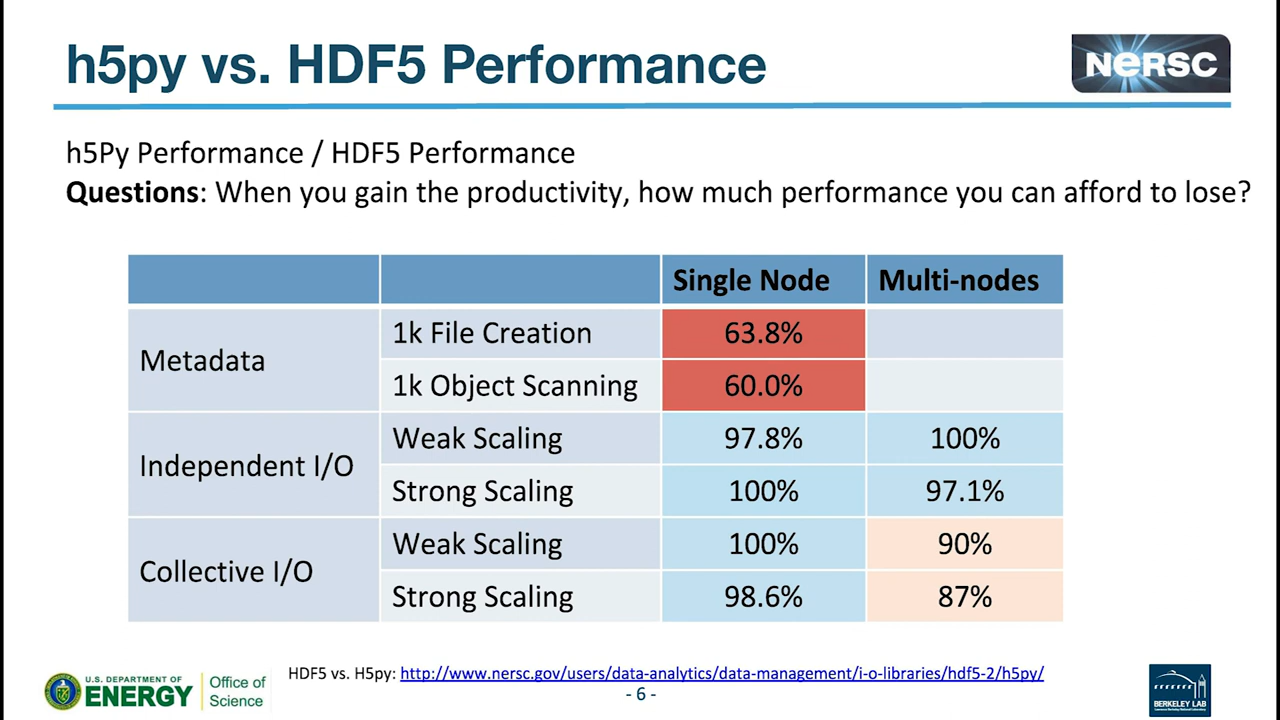 h5py vs. HDF5 Performance
NERSC
h5Py Performance / HDF5 Performance
Questions: When you gain the productivity, how much performance you can afford to lose?
Single Node Multi-nodes
Metadata
1k File Creation 63.8%
1k Object Scanning 60.0%
Independent I/O
Weak Scaling 97.8% 100%
Strong Scaling 100% 97.1%
Collective I/O
Weak Scaling 100% 90%
Strong Scaling 98.6% 87%
HDF5 vs. H5py: http://www.nersc.gov/users/data-analytics/data-management/i-o-libraries/hdf5-2/h5py/
- 6 -
U.S. DEPARTMENT OF
ENERGY
Office of
Science
BERKELEY LAB